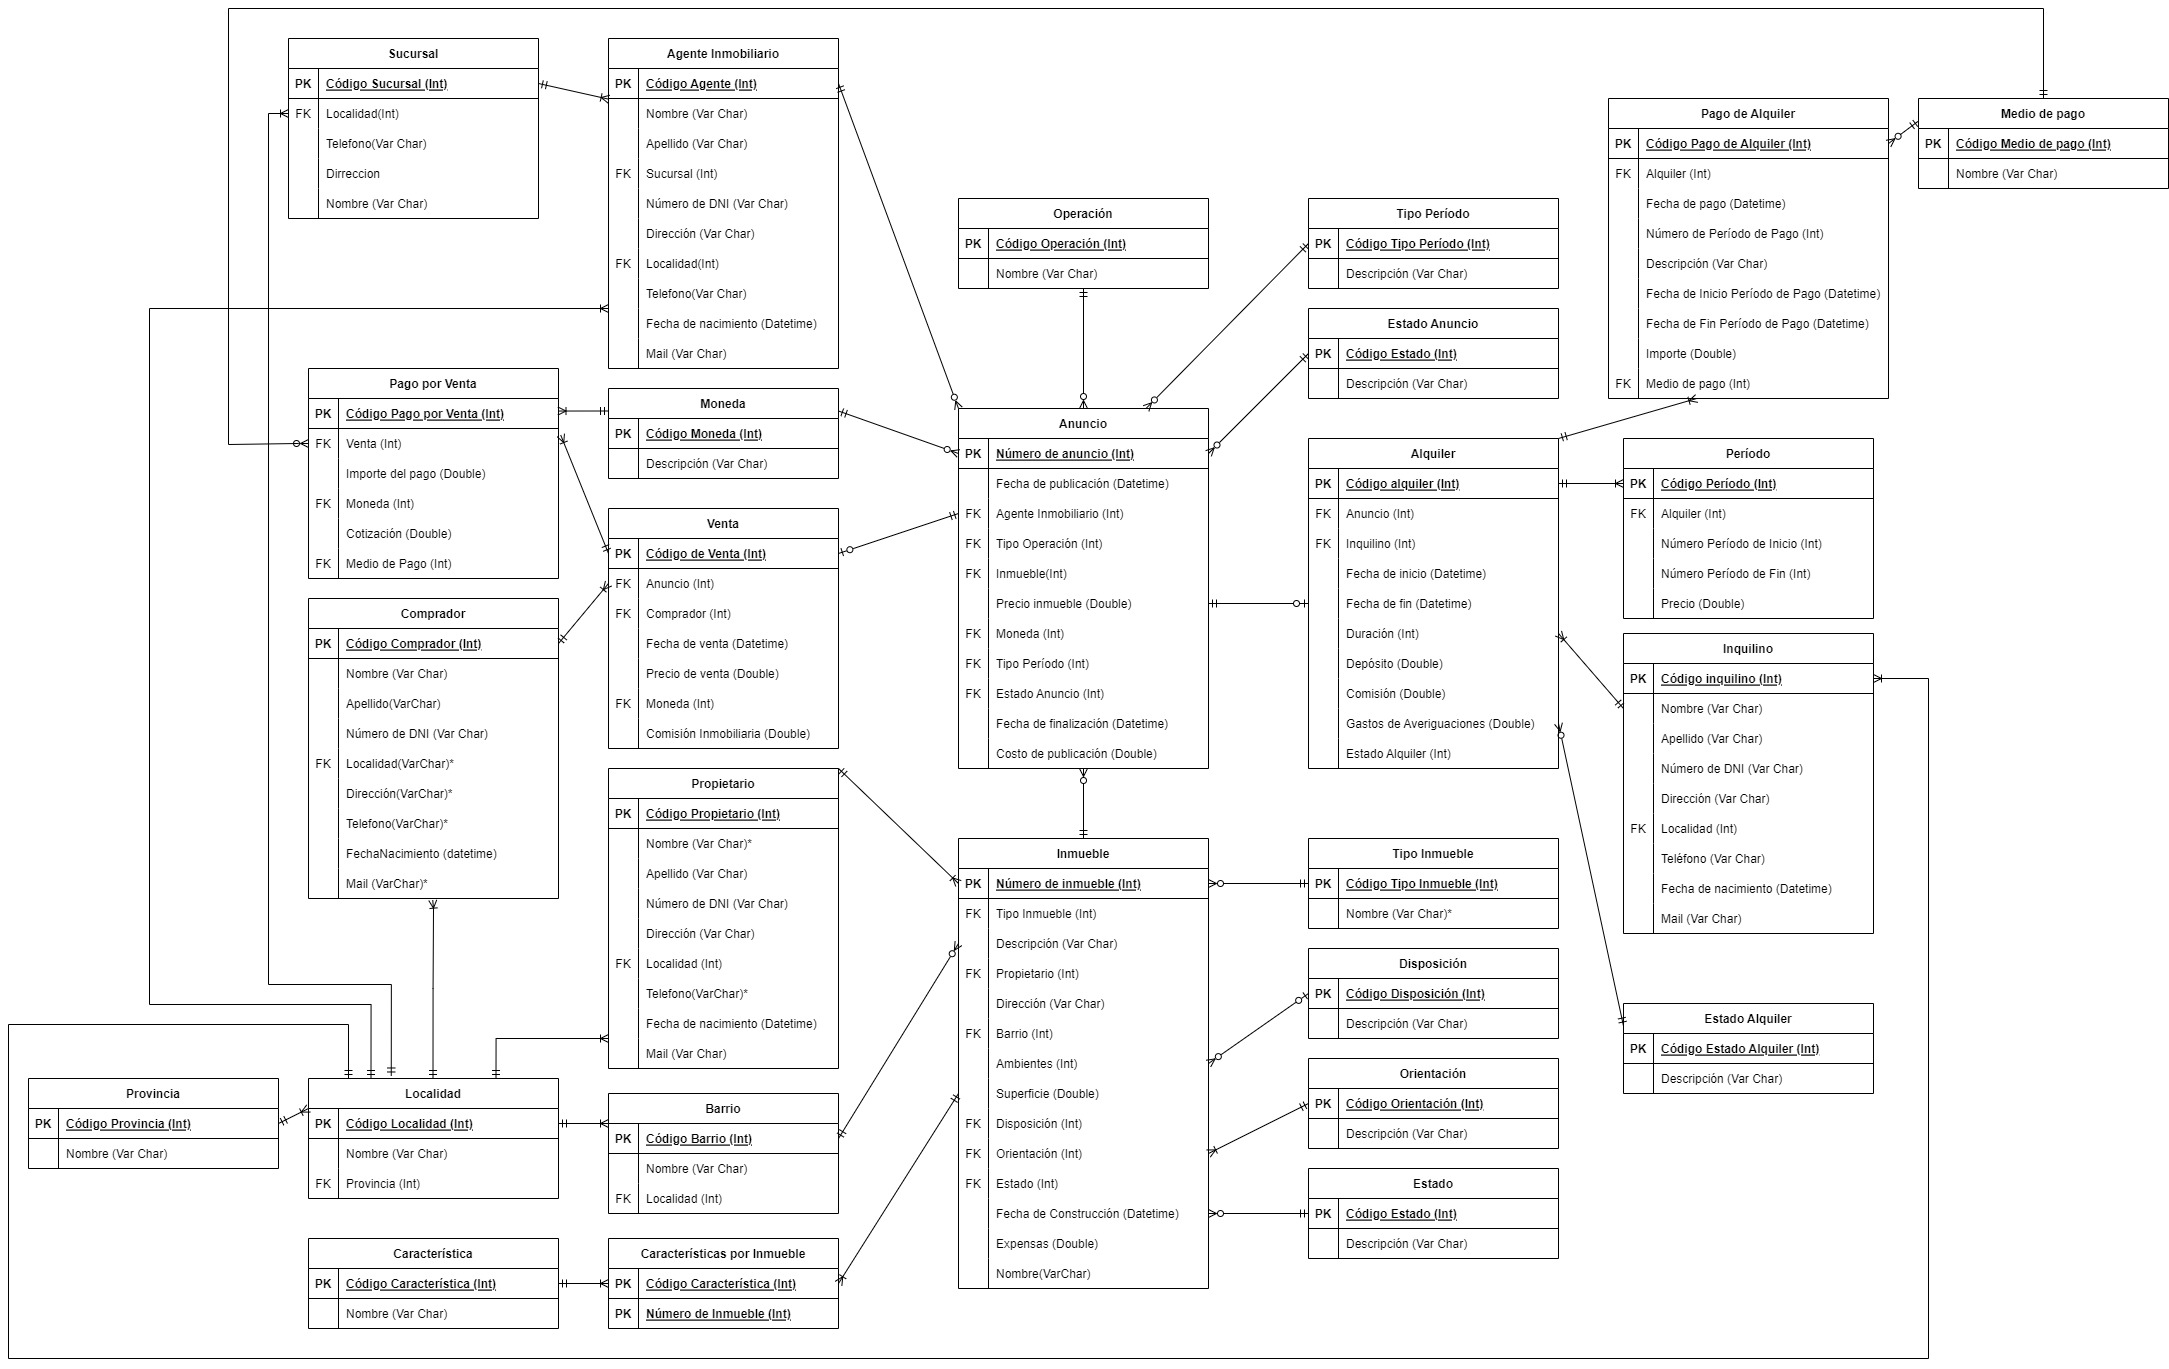 Sucursal
PK Código Sucursal (Int)
FK Localidad(Int)
Telefono(Var Char)
Dirreccion
Nombre (Var Char)
Agente Inmobiliario
PK Código Agente (Int)
Nombre (Var Char)
Apellido (Var Char)
FK Sucursal (Int)
Número de DNI (Var Char)
Dirección (Var Char)
FK Localidad(Int)
Telefono(Var Char)
Fecha de nacimiento (Datetime)
Mail (Var Char)
Operación
PK Código Operación (Int)
Nombre (Var Char)
Tipo Período
PK Código Tipo Período (Int)
Descripción (Var Char)
Estado Anuncio
PK Código Estado (Int)
Descripción (Var Char)
Pago de Alquiler
PK Código Pago de Alquiler (Int)
FK Alquiler (Int)
Fecha de pago (Datetime)
Número de Período de Pago (Int)
Descripción (Var Char)
Fecha de Inicio Período de Pago (Datetime)
Fecha de Fin Período de Pago (Datetime)
Importe (Double)
FK Medio de pago (Int)
Medio de pago
PK Código Medio de pago (Int)
Nombre (Var Char)
Pago por Venta
PK Código Pago por Venta (Int)
FK Venta (Int)
Importe del pago (Double)
FK Moneda (Int)
Cotización (Double)
FK Medio de Pago (Int)
Moneda
PK Código Moneda (Int)
Descripción (Var Char)
Venta
PK Código de Venta (Int)
FK Anuncio (Int)
FK Comprador (Int)
Fecha de venta (Datetime)
Precio de venta (Double)
FK Moneda (Int)
Comisión Inmobiliaria (Double)
Anuncio
PK Número de anuncio (Int)
Fecha de publicación (Datetime)
FK Agente Inmobiliario (Int)
FK Tipo Operación (Int)
FK Inmueble(Int)
Precio inmueble (Double)
FK Moneda (Int)
FK Tipo Período (Int)
FK Estado Anuncio (Int)
Fecha de finalización (Datetime)
Costo de publicación (Double)
Alquiler
PK Código alquiler (Int)
FK Anuncio (Int)
FK Inquilino (Int)
Fecha de inicio (Datetime)
Fecha de fin (Datetime)
Duración (Int)
Depósito (Double)
Comisión (Double)
Gastos de Averiguaciones (Double)
Estado Alquiler (Int)
Período
PK Código Período (Int)
FK Alquiler (Int)
Número Período de Inicio (Int)
Número Período de Fin (Int)
Precio (Double)
Inquilino
PK Código inquilino (Int)
Nombre (Var Char)
Apellido (Var Char)
Número de DNI (Var Char)
Dirección (Var Char)
FK Localidad (Int)
Teléfono (Var Char)
Fecha de nacimiento (Datetime)
Mail (Var Char)
Comprador
PK Código Comprador (Int)
Nombre (Var Char)
Apellido(VarChar)
Número de DNI (Var Char)
FK Localidad(VarChar)*
Dirección(VarChar)*
Telefono(VarChar)*
FechaNacimiento (datetime)
Mail (VarChar)*
Propietario
PK Código Propietario (Int)
Nombre (Var Char)*
Apellido (Var Char)
Número de DNI (Var Char)
Dirección (Var Char)
FK Localidad (Int)
Telefono(VarChar)*
Fecha de nacimiento (Datetime)
Mail (Var Char)
Inmueble
PK Número de inmueble (Int)
FK Tipo Inmueble (Int)
Descripción (Var Char)
FK Propietario (Int)
Dirección (Var Char)
FK Barrio (Int)
Ambientes (Int)
Superficie (Double)
FK Disposición (Int)
FK Orientación (Int)
FK Estado (Int)
Fecha de Construcción (Datetime)
Expensas (Double)
Nombre(VarChar)
Tipo Inmueble
PK Código Tipo Inmueble (Int)
Nombre (Var Char)*
Disposición
PK Código Disposición (Int)
Descripción (Var Char)
Orientación
PK Código Orientación (Int)
Descripción (Var Char)
Estado
PK Código Estado (Int)
Descripción (Var Char)
Estado Alquiler
PK Código Estado Alquiler (Int)
Descripción (Var Char)
Provincia
PK Código Provincia (Int)
Nombre (Var Char)
Localidad
PK Código Localidad (Int)
Nombre (Var Char)
FK Provincia (Int)
Barrio
PK Código Barrio (Int)
Nombre (Var Char)
FK Localidad (Int)
Característica
PK Código Característica (Int)
Nombre (Var Char)
Características por Inmueble
PK Código Característica (Int)
PK Número de Inmueble (Int)